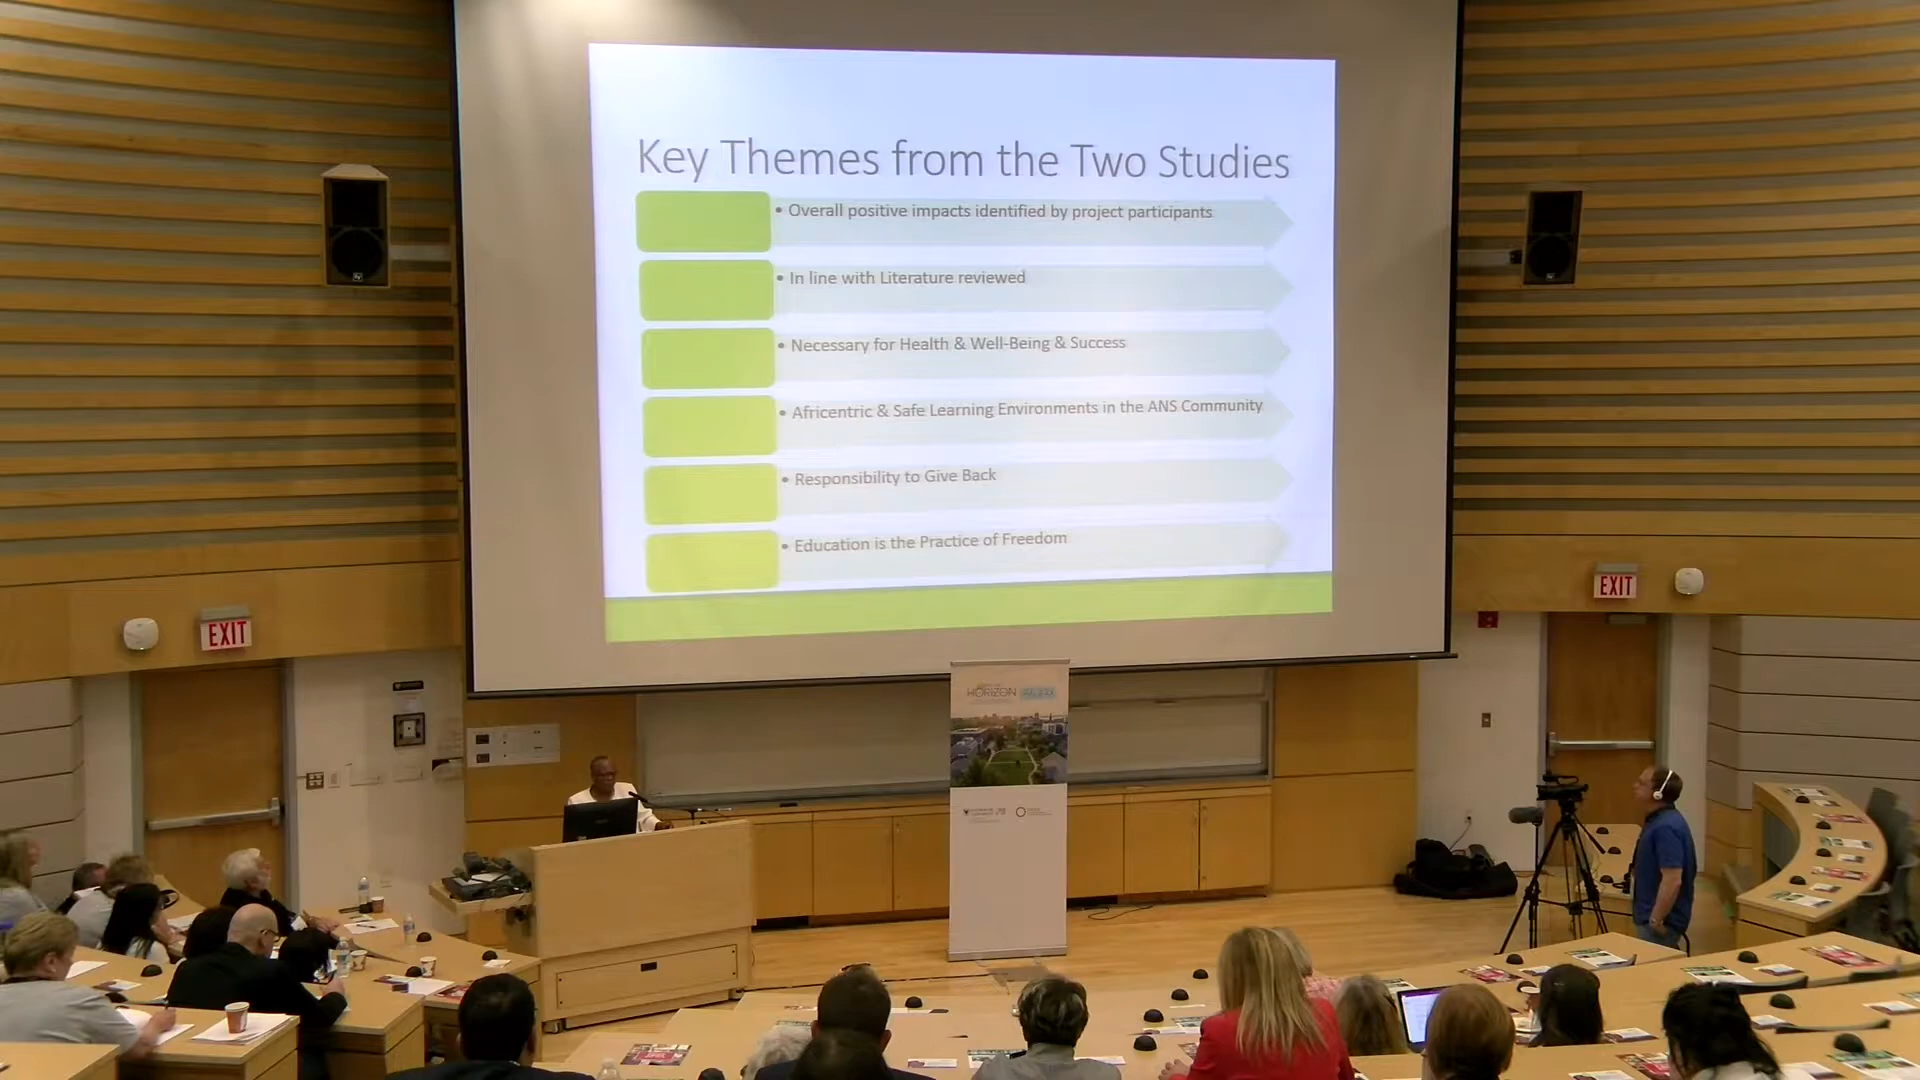 Key Themes from the Two Studies
• Overall positive impacts identified by project participants
• In line with Literature reviewed
• Necessary for Health & Well-Being & Success
• Africentric & Safe Learning Environments in the ANS Community
• Responsibility to Give Back
• Education is the Practice of Freedom
EXIT
EXIT
HORIZON